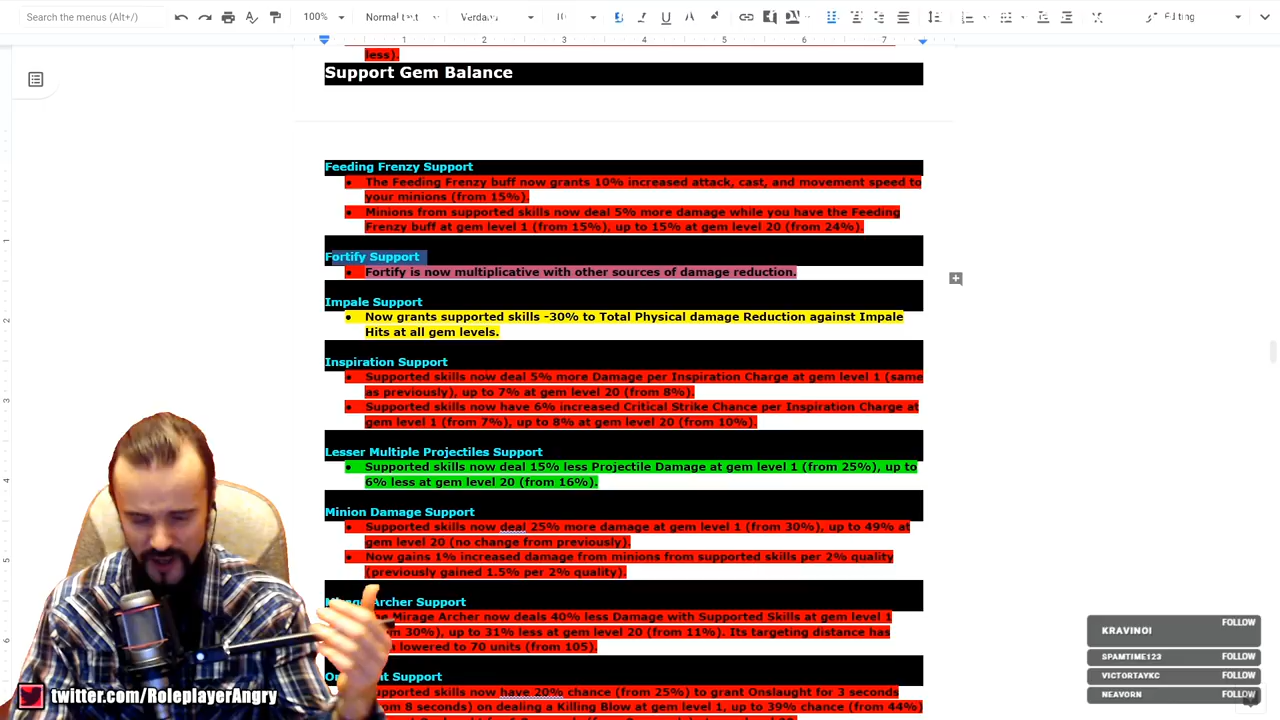 Search the menus (Alt+/)
100%
Normal text
1
2
3
4
5
6
7
less).
Support Gem Balance
Feeding Frenzy Support
The Feeding Frenzy buff now grants 10% increased attack, cast, and movement speed to
your minions (from 15%).
Minions from supported skills now deal 5% more damage while you have the Feeding
Frenzy buff at gem level 1 (from 15%), up to 15% at gem level 20 (from 24%).
Fortify Support
Fortify is now multiplicative with other sources of damage reduction.
Impale Support
Now grants supported skills -30% to Total Physical damage Reduction against Impale
Hits at all gem levels.
Inspiration Support
Supported skills now deal 5% more Damage per Inspiration Charge at gem level 1 (same
as previously), up to 7% at gem level 20 (from 8%).
Supported skills now have 6% increased Critical Strike Chance per Inspiration Charge at
gem level 1 (from 7%), up to 8% at gem level 20 (from 10%).
Lesser Multiple Projectiles Support
Supported skills now deal 15% less Projectile Damage at gem level 1 (from 25%), up to
6% less at gem level 20 (from 16%).
Minion Damage Support
Supported skills now deal 25% more damage at gem level 1 (from 30%), up to 49% at
gem level 20 (no change from previously).
Now gains 1% increased damage from minions from supported skills per 2% quality
(previously gained 1.5% per 2% quality).
Archer Support
Mirage Archer now deals 40% less Damage with Supported Skills at gem level 1
30%), up to 31% less at gem level 20 (from 11%). Its targeting distance has
lowered to 70 units (from 105).
Support
skills now have 20% chance (from 25%) to grant Onslaught for 3 seconds
8 seconds) on dealing a Killing Blow at gem level 1, up to 39% chance (from 44%)
twitter.com/RoleplayerAngry
KRAVINOI FOLLOW
SPAMTIME123 FOLLOW
VICTORTAYKC FOLLOW
NEAVORN FOLLOW